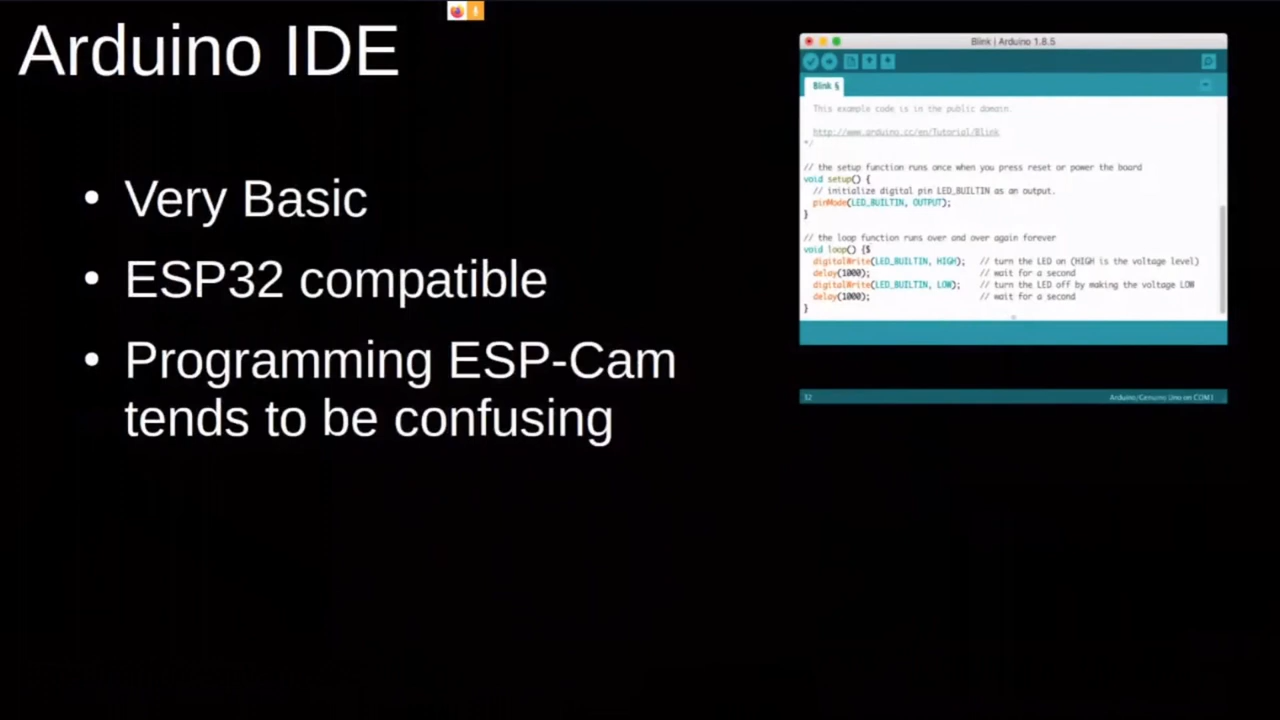 Arduino IDE
• Very Basic
• ESP32 compatible
• Programming ESP-Cam
tends to be confusing
Blink | Arduino 1.8.5
Blink §
This example code is in the public domain.
http://www.arduino.cc/en/Tutorial/Blink
*/
// the setup function runs once when you press reset or power the board
void setup() {
// initialize digital pin LED_BUILTIN as an output.
pinMode(LED_BUILTIN, OUTPUT);
}
// the loop function runs over and over again forever
void loop() {$
digitalWrite(LED_BUILTIN, HIGH); // turn the LED on (HIGH is the voltage level)
delay(1000); // wait for a second
digitalWrite(LED_BUILTIN, LOW); // turn the LED off by making the voltage LOW
delay(1000); // wait for a second
}
32
Arduino/Genuino Uno on COM1